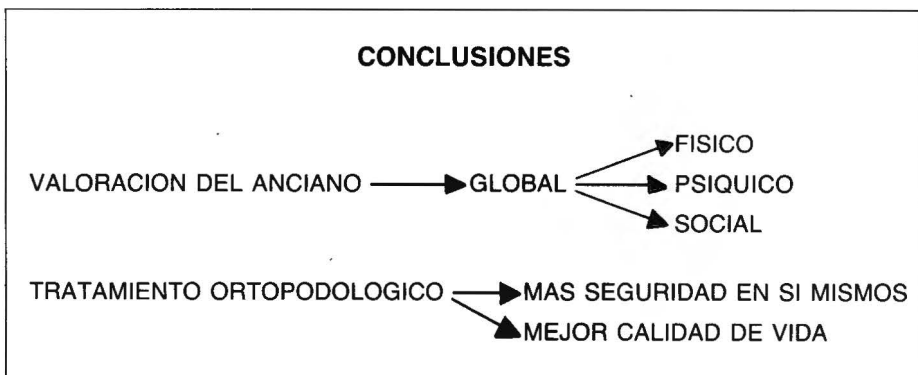 CONCLUSIONES
FISICO
VALORACION DEL ANCIANO GLOBAL PSIQUICO
SOCIAL
TRATAMIENTO ORTOPODOLOGICO MAS SEGURIDAD EN SI MISMOS
MEJOR CALIDAD DE VIDA